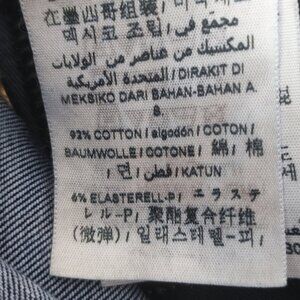 在墨西哥组装/
멕시코 조립/ مجمع في
المكسيك من عناصر من الولايات
المتحدة الأمريكية/DIRAKIT DI
MEKSIKO DARI BAHAN-BAHAN A.
S.
92% COTTON/algodón/COTON/
BAUMWOLLE/COTONE/ 綿/ 棉
/면/ قطن/KATUN
6% ELASTERELL-P/エラステ
レル-P/ 聚酯复合纤维
(微弹)/일래스태렐-피/